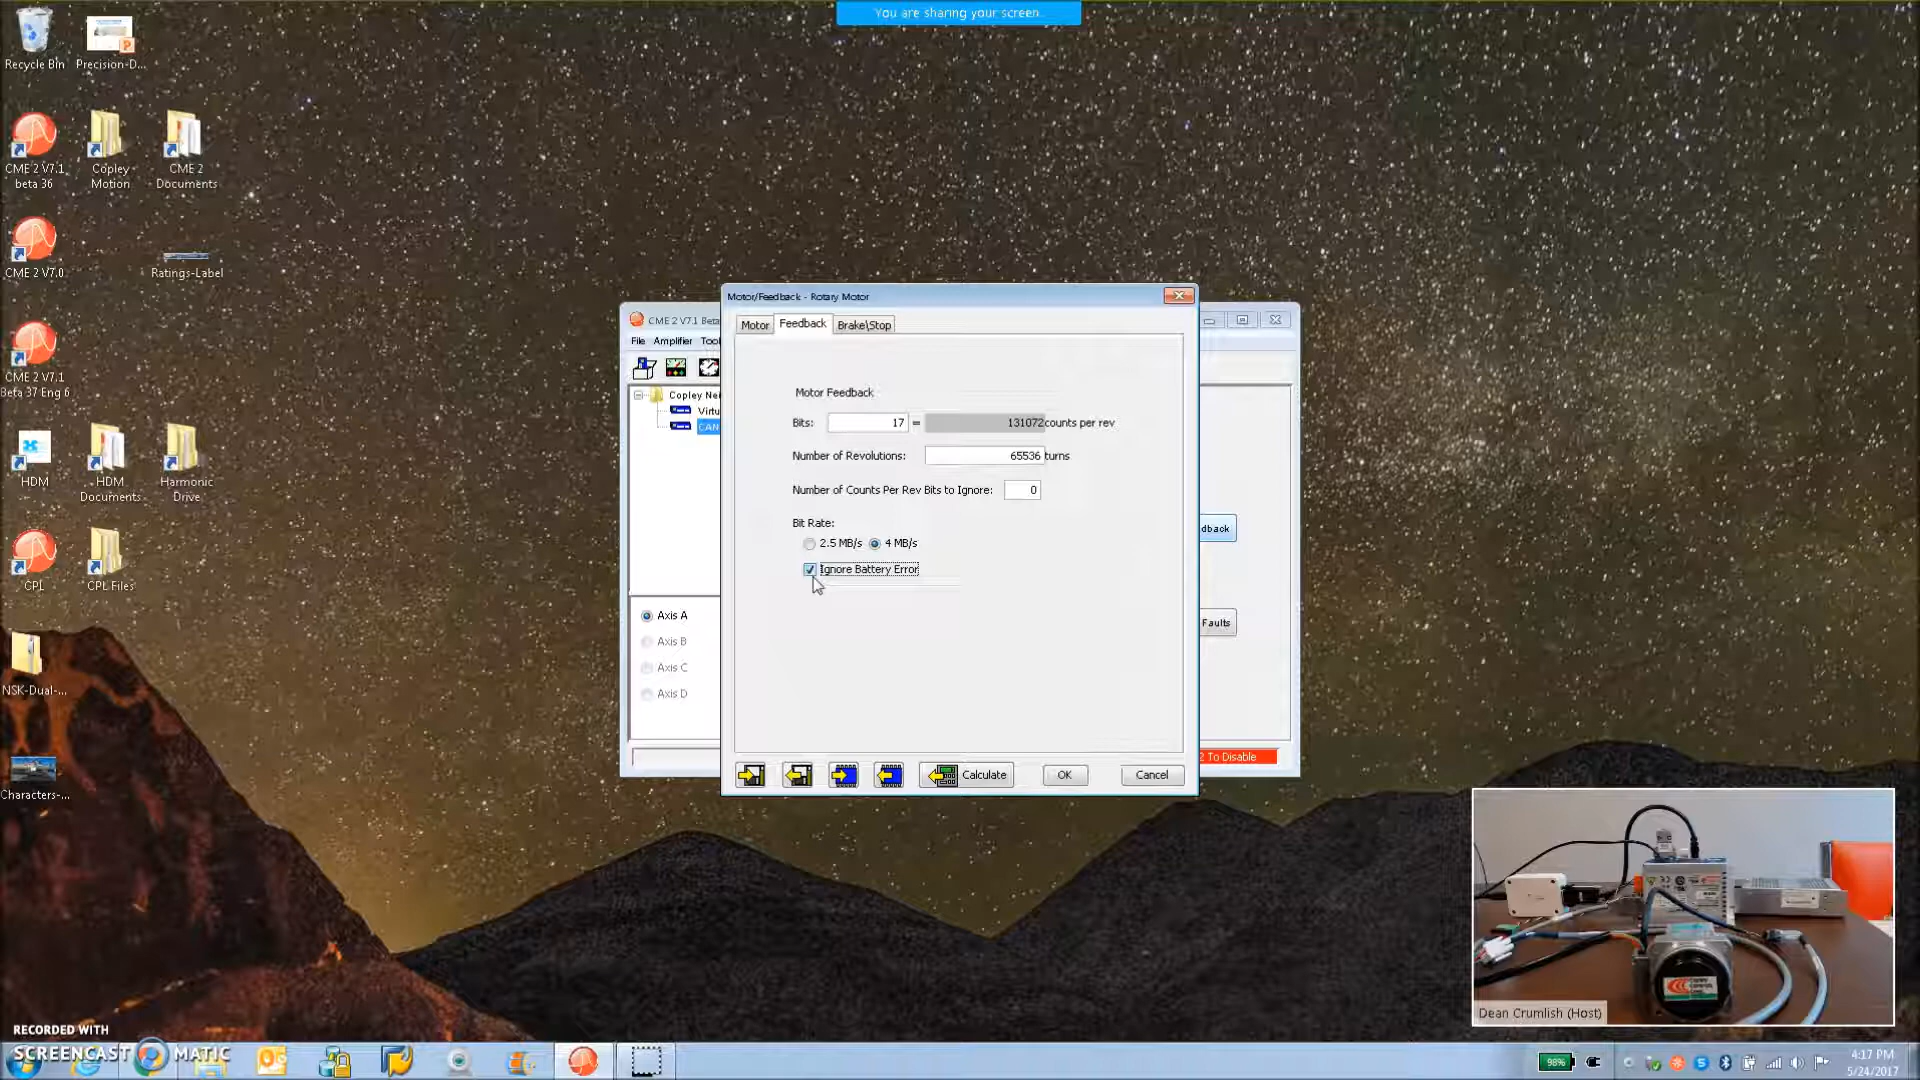 You are sharing your screen
Recycle Bin
Precision-D...
CME 2 V7.1
beta 36
Copley
Motion
CME 2
Documents
CME 2 V7.0
Ratings-Label
CME 2 V7.1
Beta 37 Eng 6
HDM
HDM
Documents
Harmonic
Drive
CPL
CPL Files
NSK-Dual-...
Characters-...
CME 2 V7.1 Beta
File Amplifier Tool
Copley Ne
Virtu
CAN
Axis A
Axis B
Axis C
Axis D
dback
Faults
2 To Disable
Motor/Feedback - Rotary Motor
Motor Feedback Brake\Stop
Motor Feedback
Bits: 17 = 131072 counts per rev
Number of Revolutions: 65536 turns
Number of Counts Per Rev Bits to Ignore: 0
Bit Rate:
2.5 MB/s 4 MB/s
Ignore Battery Error
Calculate OK Cancel
Dean Crumlish (Host)
RECORDED WITH
SCREENCAST MATIC
98%
4:17 PM
5/24/2017